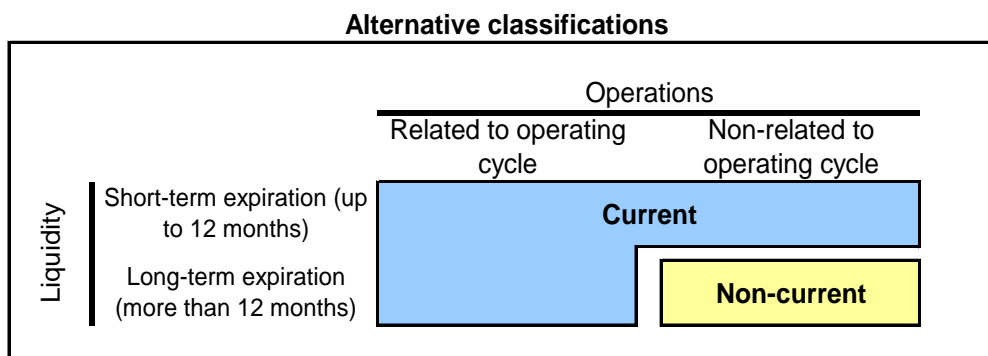 Alternative classifications
Operations
Related to operating
cycle
Non-related to
operating cycle
Liquidity
Short-term expiration (up
to 12 months)
Current
Long-term expiration
(more than 12 months)
Non-current